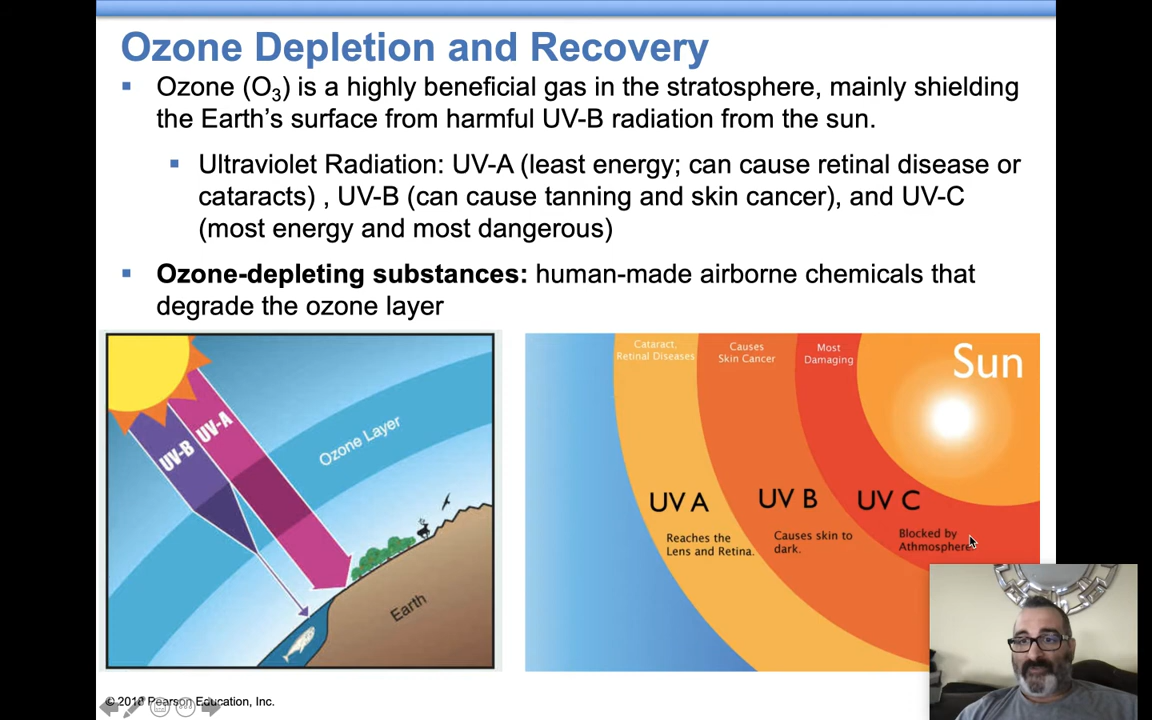 Ozone Depletion and Recovery
▪ Ozone (O₃) is a highly beneficial gas in the stratosphere, mainly shielding
the Earth's surface from harmful UV-B radiation from the sun.
▪ Ultraviolet Radiation: UV-A (least energy; can cause retinal disease or
cataracts) , UV-B (can cause tanning and skin cancer), and UV-C
(most energy and most dangerous)
▪ Ozone-depleting substances: human-made airborne chemicals that
degrade the ozone layer
UV-B
UV-A
Ozone Layer
Earth
Cataract,
Retinal Diseases
Causes
Skin Cancer
Most
Damaging
Sun
UV A
Reaches the
Lens and Retina.
UV B
Causes skin to
dark.
UV C
Blocked by
Athmosphere
© 2018 Pearson Education, Inc.